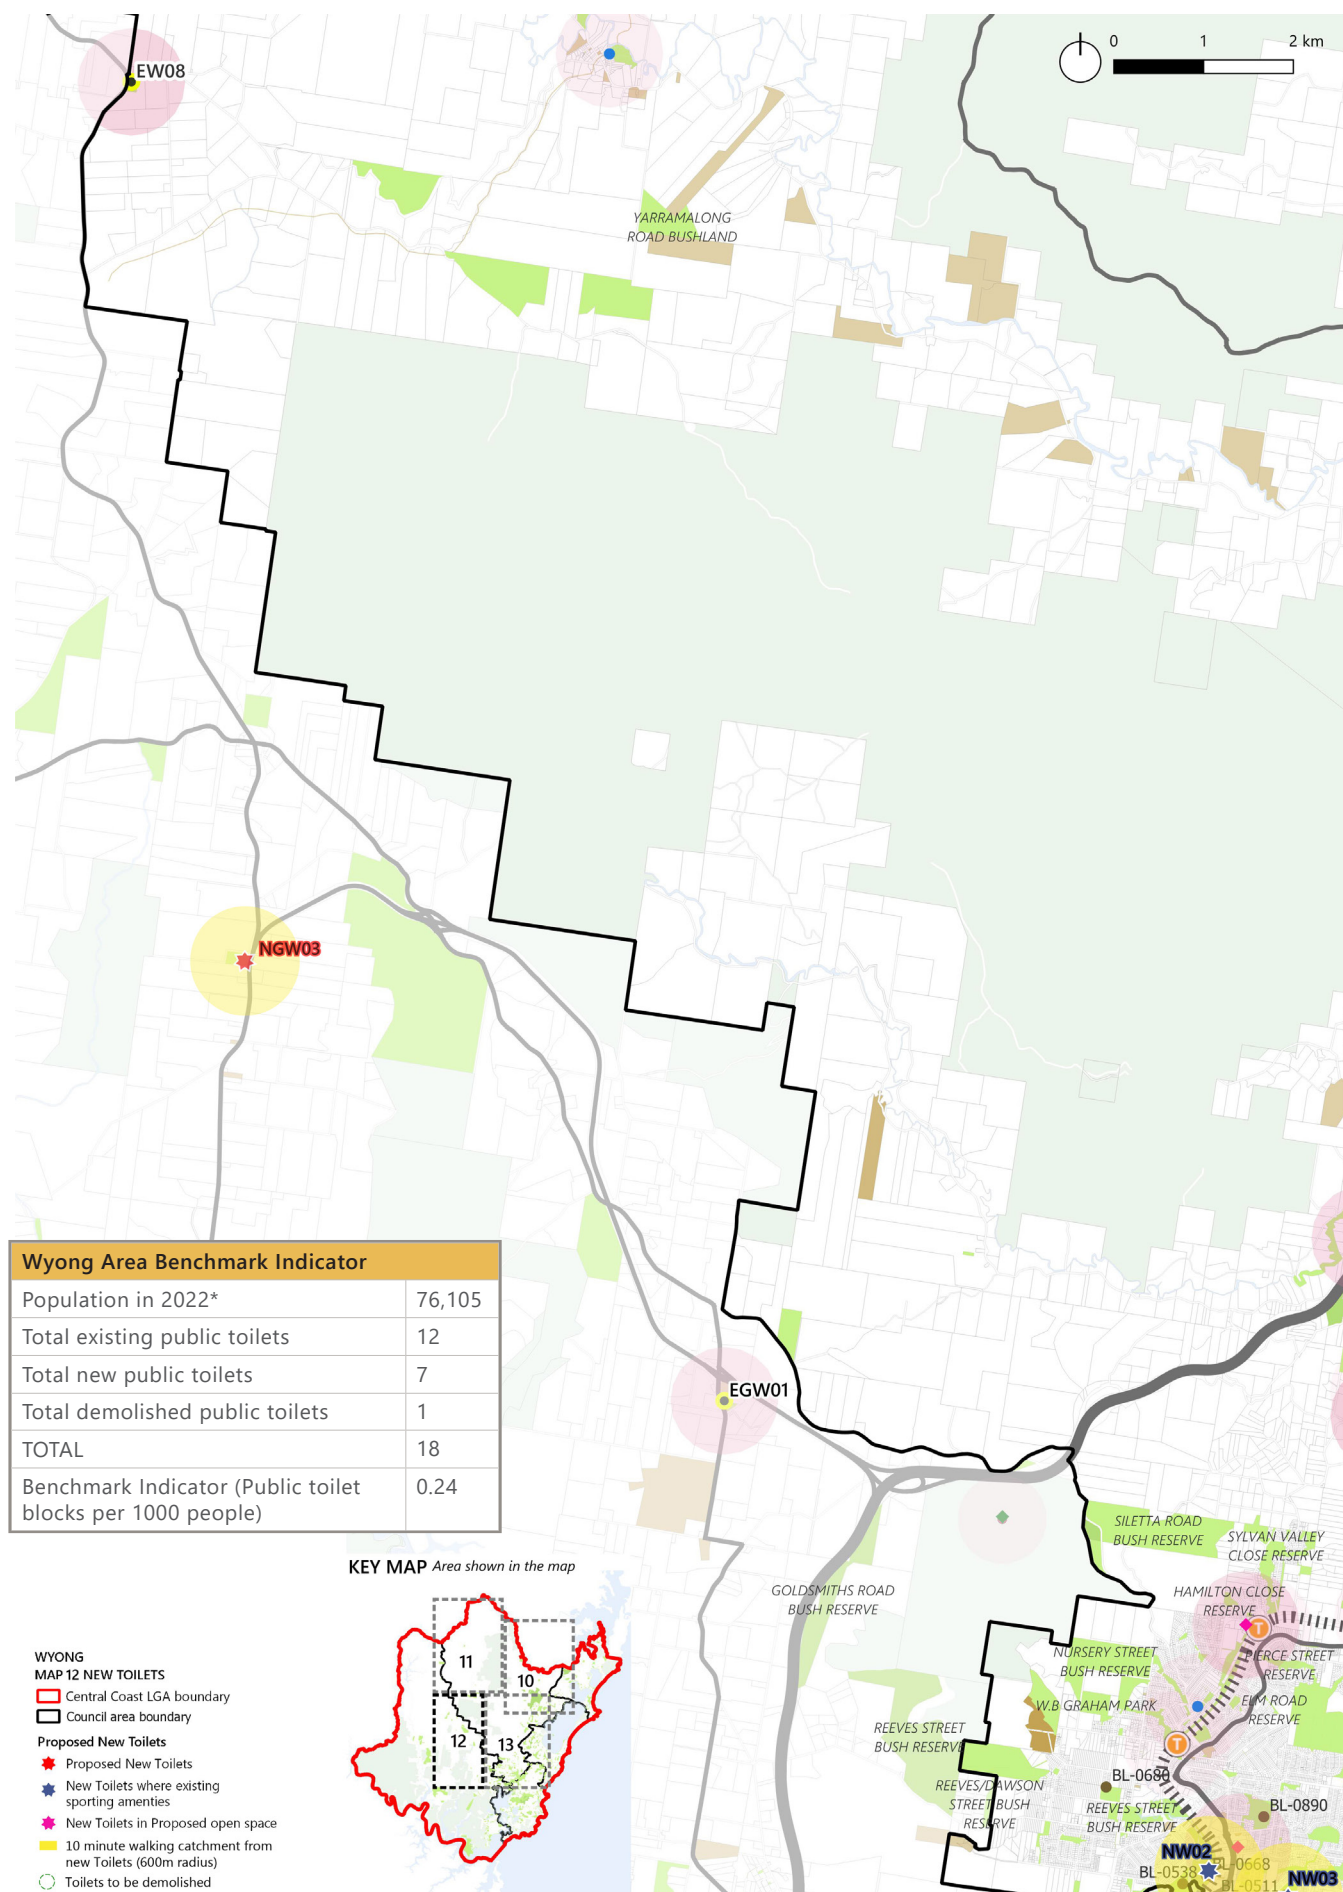 EW08
0 1 2 km
YARRAMALONG
ROAD BUSHLAND
NGW03
Wyong Area Benchmark Indicator
Population in 2022* 76,105
Total existing public toilets 12
Total new public toilets 7
Total demolished public toilets 1
TOTAL 18
Benchmark Indicator (Public toilet 0.24
blocks per 1000 people)
EGW01
SILETTA ROAD
BUSH RESERVE
SYLVAN VALLEY
CLOSE RESERVE
GOLDSMITHS ROAD
BUSH RESERVE
HAMILTON CLOSE
RESERVE
T
NURSERY STREET
BUSH RESERVE
PIERCE STREET
RESERVE
W.B GRAHAM PARK
ELM ROAD
RESERVE
REEVES STREET
BUSH RESERVE
T
REEVES/DAWSON
STREET BUSH
RESERVE
BL-0680
REEVES STREET
BUSH RESERVE
BL-0890
NW02
BL-0538
BL-0668
BL-0511
NW03
KEY MAP Area shown in the map
11
10
12
13
WYONG
MAP 12 NEW TOILETS
Central Coast LGA boundary
Council area boundary
Proposed New Toilets
Proposed New Toilets
New Toilets where existing
sporting amenties
New Toilets in Proposed open space
10 minute walking catchment from
new Toilets (600m radius)
Toilets to be demolished